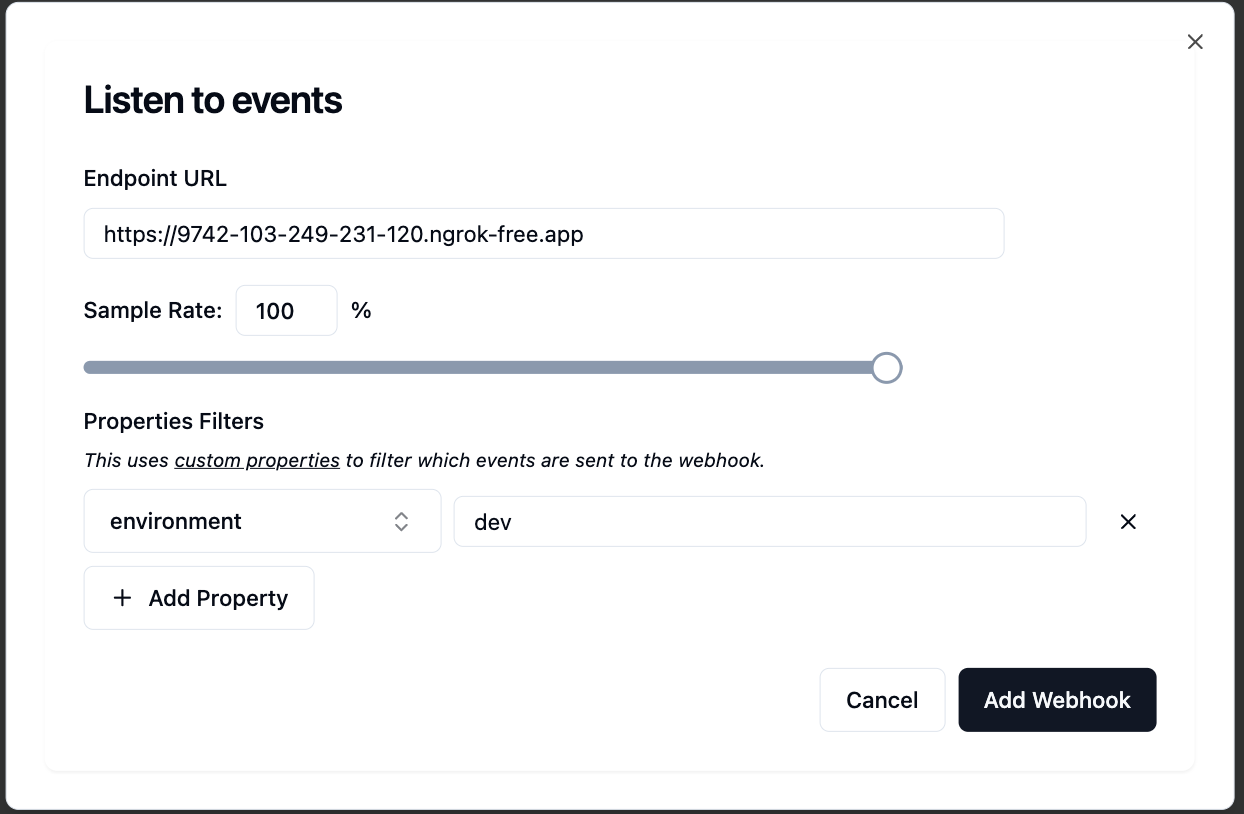 Listen to events
Endpoint URL
https://9742-103-249-231-120.ngrok-free.app
Sample Rate: 100 %
Properties Filters
This uses custom properties to filter which events are sent to the webhook.
environment dev
+ Add Property
Cancel Add Webhook